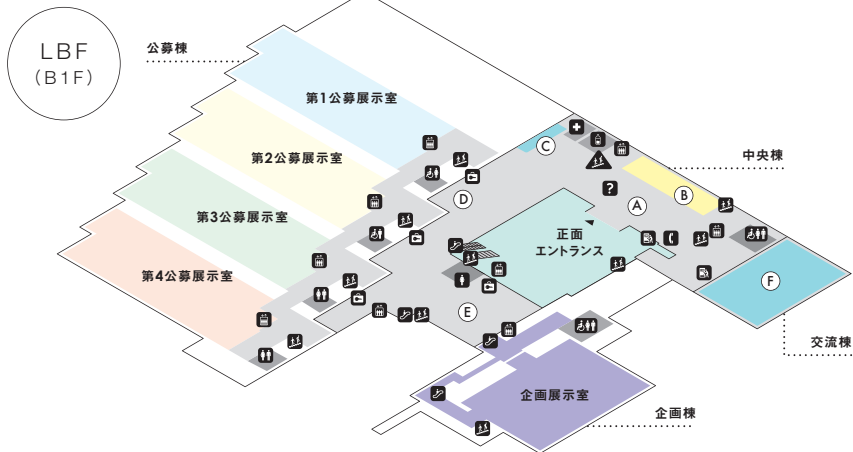 LBF
(B1F)
公募棟
第1公募展示室
第2公募展示室
第3公募展示室
第4公募展示室
C
?
中央棟
B
A
D
正面
エントランス
F
E
交流棟
企画展示室
企画棟